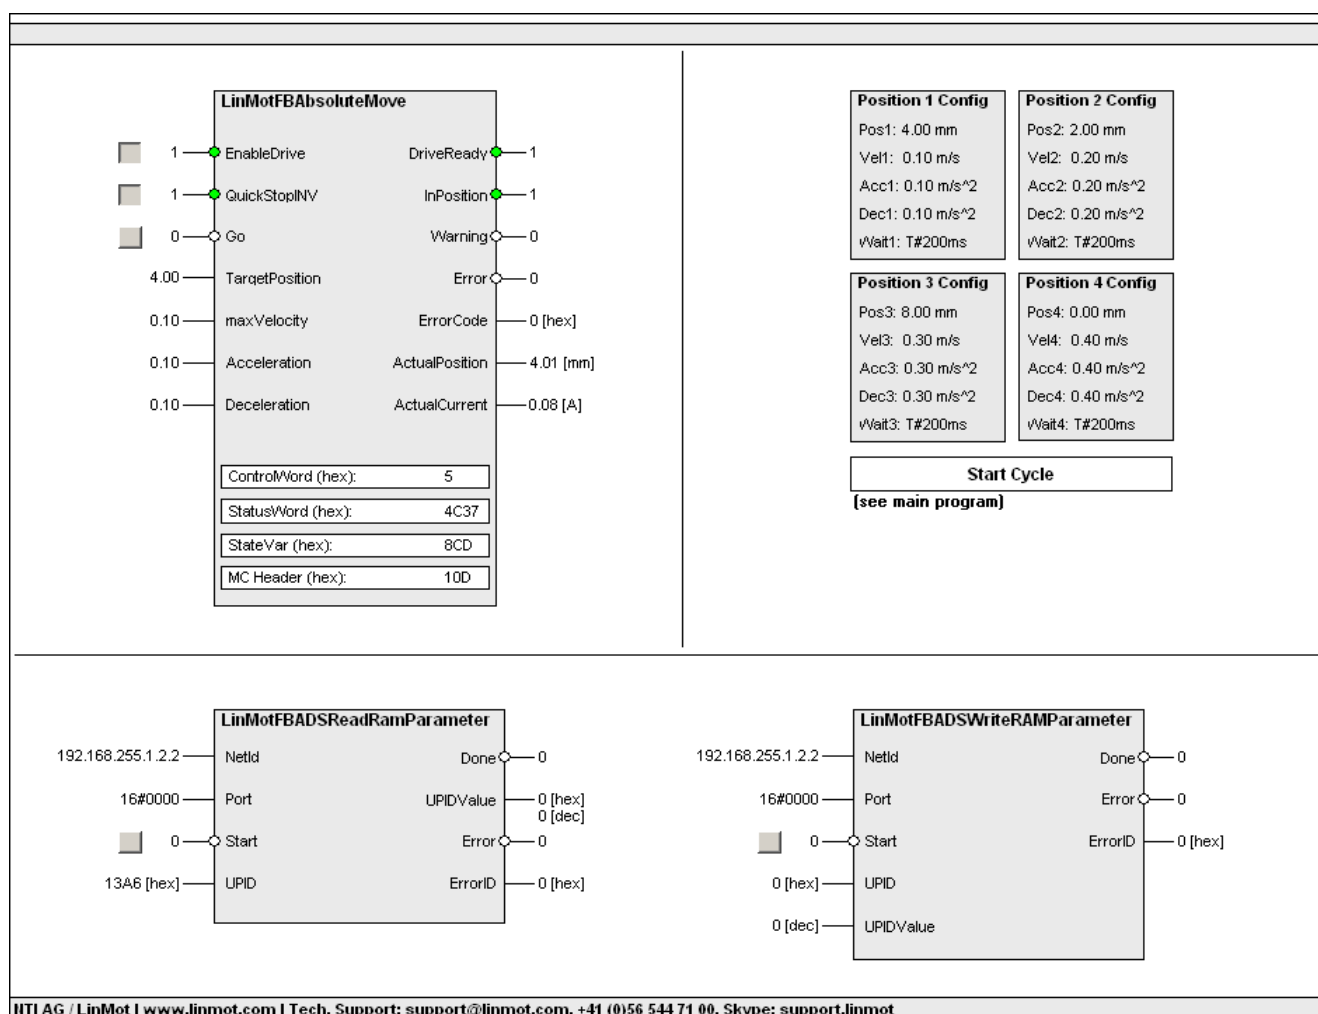 LinMotFBAbsoluteMove
1 EnableDrive DriveReady 1
1 QuickStopINV InPosition 1
0 Go Warning 0
4.00 TargetPosition Error 0
0.10 maxVelocity ErrorCode 0 [hex]
0.10 Acceleration ActualPosition 4.01 [mm]
0.10 Deceleration ActualCurrent 0.08 [A]
ControlWord (hex): 5
StatusWord (hex): 4C37
StateVar (hex): 8CD
MC Header (hex): 10D
Position 1 Config
Pos1: 4.00 mm
Vel1: 0.10 m/s
Acc1: 0.10 m/s^2
Dec1: 0.10 m/s^2
Wait1: T#200ms
Position 2 Config
Pos2: 2.00 mm
Vel2: 0.20 m/s
Acc2: 0.20 m/s^2
Dec2: 0.20 m/s^2
Wait2: T#200ms
Position 3 Config
Pos3: 8.00 mm
Vel3: 0.30 m/s
Acc3: 0.30 m/s^2
Dec3: 0.30 m/s^2
Wait3: T#200ms
Position 4 Config
Pos4: 0.00 mm
Vel4: 0.40 m/s
Acc4: 0.40 m/s^2
Dec4: 0.40 m/s^2
Wait4: T#200ms
Start Cycle
(see main program)
LinMotFBADSReadRamParameter
192.168.255.1.2.2 NetId Done 0
16#0000 Port UPIDValue 0 [hex]
0 [dec]
0 Start Error 0
13A6 [hex] UPID ErrorID 0 [hex]
LinMotFBADSWriteRAMParameter
192.168.255.1.2.2 NetId Done 0
16#0000 Port Error 0
0 Start ErrorID 0 [hex]
0 [hex] UPID
0 [dec] UPIDValue
NTI AG / LinMot | www.linmot.com | Tech. Support: support@linmot.com, +41 (0)56 544 71 00, Skype: support.linmot